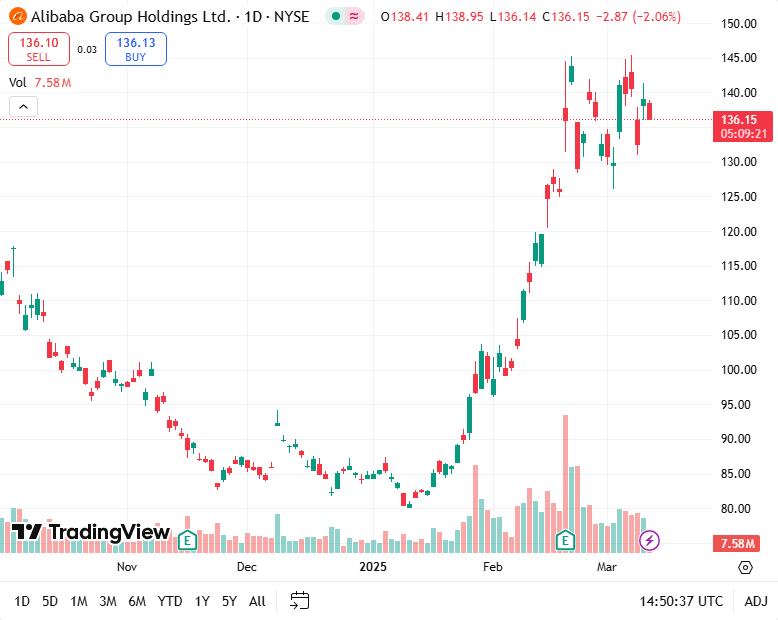 Alibaba Group Holdings Ltd. · 1D · NYSE O138.41 H138.95 L136.14 C136.15 −2.87 (−2.06%)
136.10 SELL 0.03 136.13 BUY
Vol 7.58M
150.00
145.00
140.00
136.15
05:09:21
130.00
125.00
120.00
115.00
110.00
105.00
100.00
95.00
90.00
85.00
80.00
7.58M
TradingView
E E
Nov Dec 2025 Feb Mar
1D 5D 1M 3M 6M YTD 1Y 5Y All 14:50:37 UTC ADJ